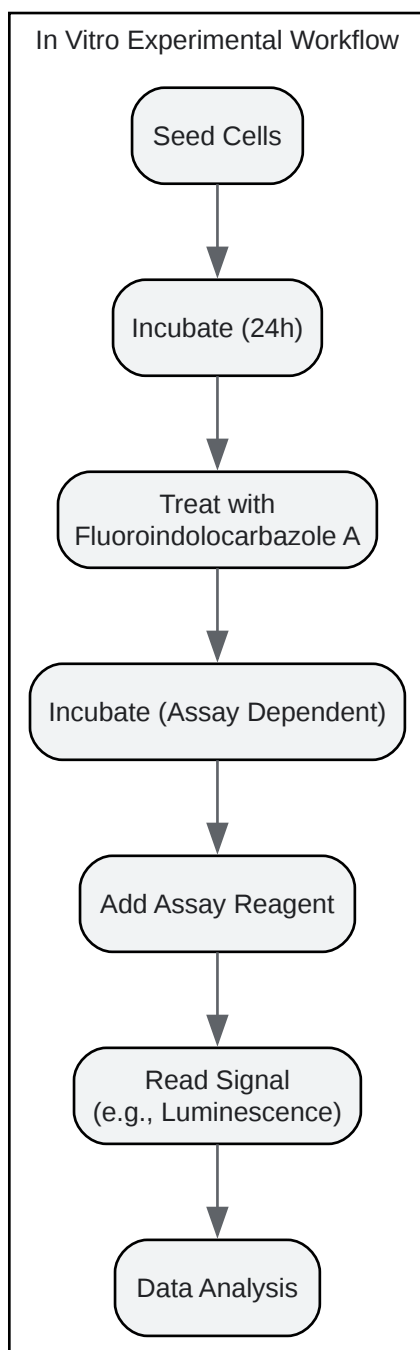 In Vitro Experimental Workflow
Seed Cells
Incubate (24h)
Treat with
Fluoroindolocarbazole A
Incubate (Assay Dependent)
Add Assay Reagent
Read Signal
(e.g., Luminescence)
Data Analysis